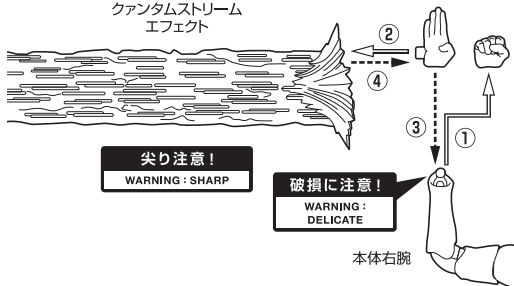 クァンタムストリーム
エフェクト
②
④
③
①
尖り注意！
WARNING：SHARP
破損に注意！
WARNING：
DELICATE
本体右腕